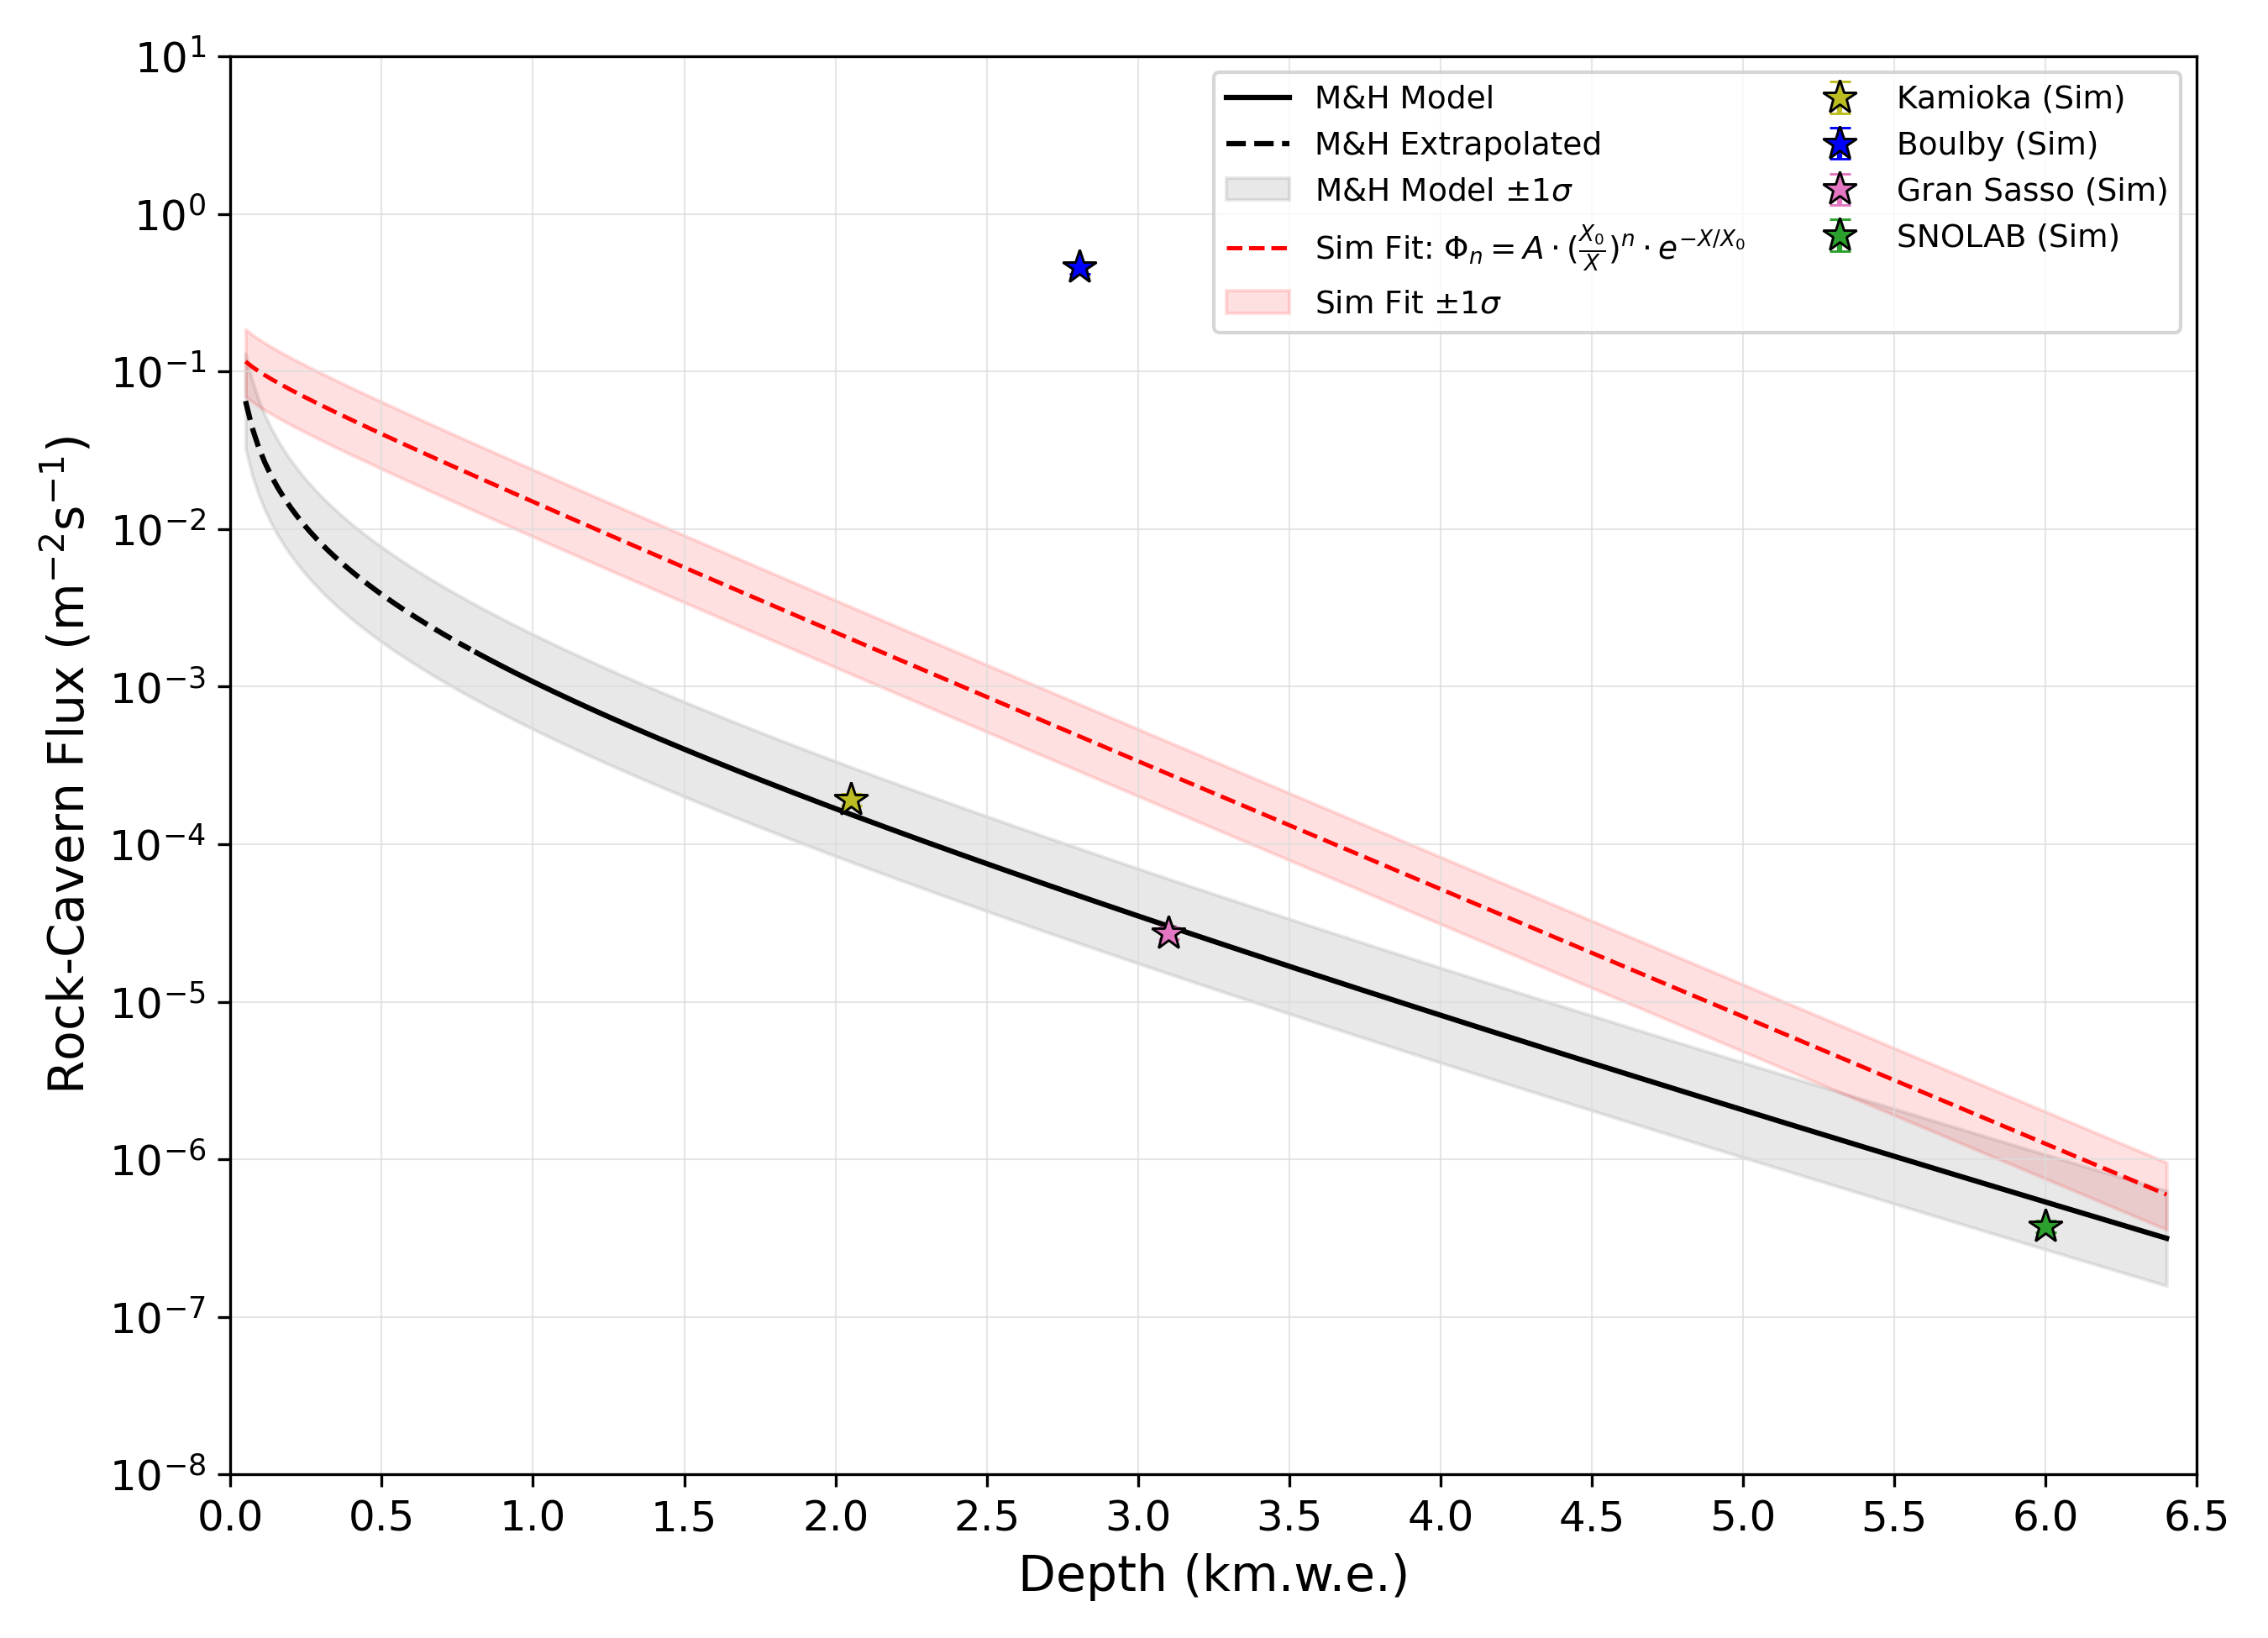 10¹
10⁰
10⁻¹
10⁻²
10⁻³
10⁻⁴
10⁻⁵
10⁻⁶
10⁻⁷
10⁻⁸
Rock-Cavern Flux (m⁻²s⁻¹)
M&H Model
M&H Extrapolated
M&H Model ±1σ
Sim Fit: Φₙ = A · (X₀/X)ⁿ · e^{−X/X₀}
Sim Fit ±1σ
Kamioka (Sim)
Boulby (Sim)
Gran Sasso (Sim)
SNOLAB (Sim)
0.0 0.5 1.0 1.5 2.0 2.5 3.0 3.5 4.0 4.5 5.0 5.5 6.0 6.5
Depth (km.w.e.)